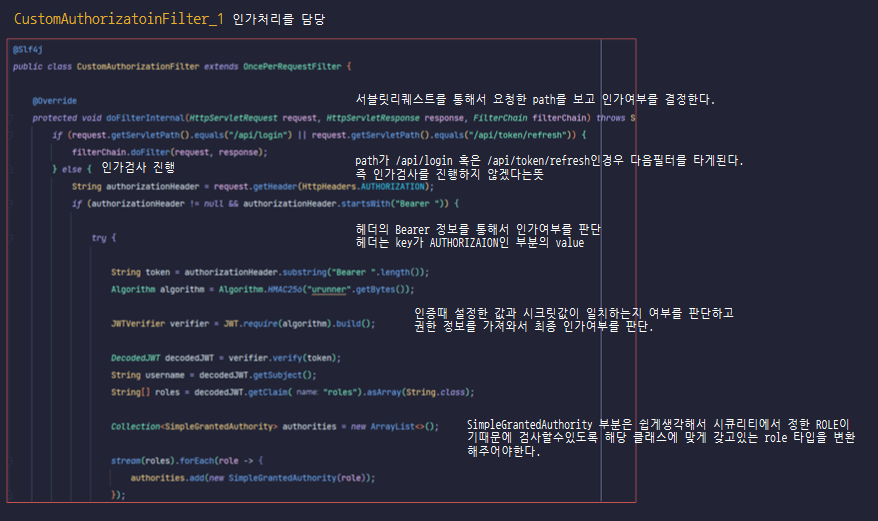 CustomAuthorizatoinFilter_1 인가처리를 담당
@Slf4j
public class CustomAuthorizationFilter extends OncePerRequestFilter {
서블릿리퀘스트를 통해서 요청한 path를 보고 인가여부를 결정한다.
@Override
protected void doFilterInternal(HttpServletRequest request, HttpServletResponse response, FilterChain filterChain) throws S
if (request.getServletPath().equals("/api/login") || request.getServletPath().equals("/api/token/refresh")) {
filterChain.doFilter(request, response);
path가 /api/login 혹은 /api/token/refresh인경우 다음필터를 타게된다.
즉 인가검사를 진행하지 않겠다는뜻
} else { 인가검사 진행
String authorizationHeader = request.getHeader(HttpHeaders.AUTHORIZATION);
if (authorizationHeader != null && authorizationHeader.startsWith("Bearer ")) {
헤더의 Bearer 정보를 통해서 인가여부를 판단
헤더는 key가 AUTHORIZAION인 부분의 value
try {
String token = authorizationHeader.substring("Bearer ".length());
Algorithm algorithm = Algorithm.HMAC256("urunner".getBytes());
인증때 설정한 값과 시크릿값이 일치하는지 여부를 판단하고
권한 정보를 가져와서 최종 인가여부를 판단.
JWTVerifier verifier = JWT.require(algorithm).build();
DecodedJWT decodedJWT = verifier.verify(token);
String username = decodedJWT.getSubject();
String[] roles = decodedJWT.getClaim( name: "roles").asArray(String.class);
Collection<SimpleGrantedAuthority> authorities = new ArrayList<>();
SimpleGrantedAuthority 부분은 쉽게생각해서 시큐리티에서 정한 ROLE이
기때문에 검사할수있도록 해당 클래스에 맞게 갖고있는 role 타입을 변환
해주어야한다.
stream(roles).forEach(role -> {
authorities.add(new SimpleGrantedAuthority(role));
});